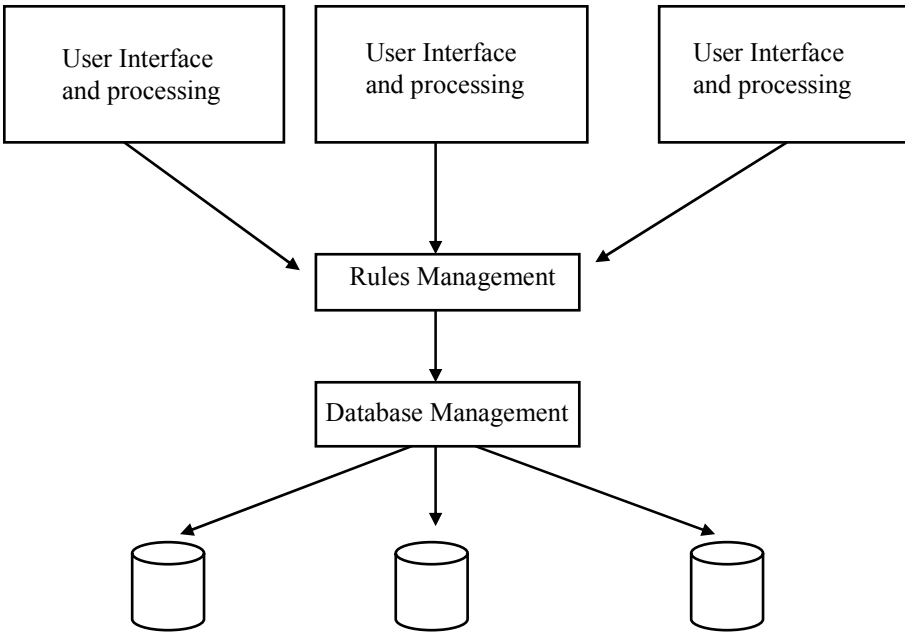 User Interface
and processing
User Interface
and processing
User Interface
and processing
Rules Management
Database Management